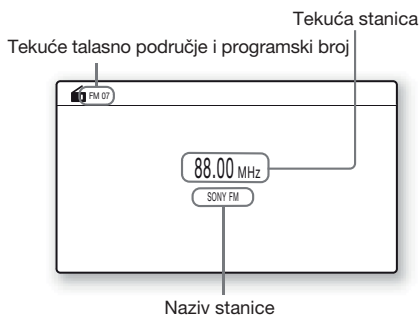 Tekuća stanica
Tekuće talasno područje i programski broj
FM 07
88.00 MHz
SONY FM
Naziv stanice